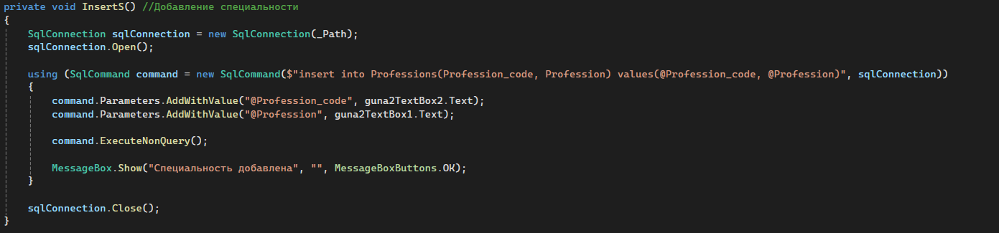 private void InsertS() //Добавление специальности
{
SqlConnection sqlConnection = new SqlConnection(_Path);
sqlConnection.Open();
using (SqlCommand command = new SqlCommand($"insert into Professions(Profession_code, Profession) values(@Profession_code, @Profession)", sqlConnection))
{
command.Parameters.AddWithValue("@Profession_code", guna2TextBox2.Text);
command.Parameters.AddWithValue("@Profession", guna2TextBox1.Text);
command.ExecuteNonQuery();
MessageBox.Show("Специальность добавлена", "", MessageBoxButtons.OK);
}
sqlConnection.Close();
}